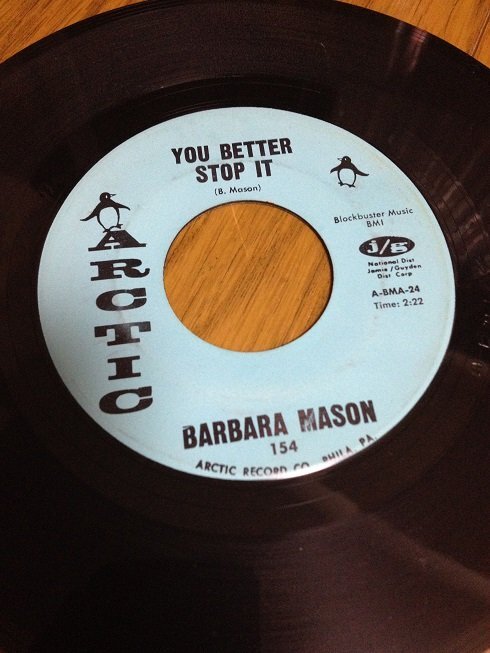 YOU BETTER
STOP IT
(B. Mason)
ARCTIC
Blockbuster Music
BMI
j/g
National Dist
Jamie/Guyden
Dist Corp
A-BMA-24
Time: 2:22
BARBARA MASON
154
ARCTIC RECORD CO. PHILA. PA.